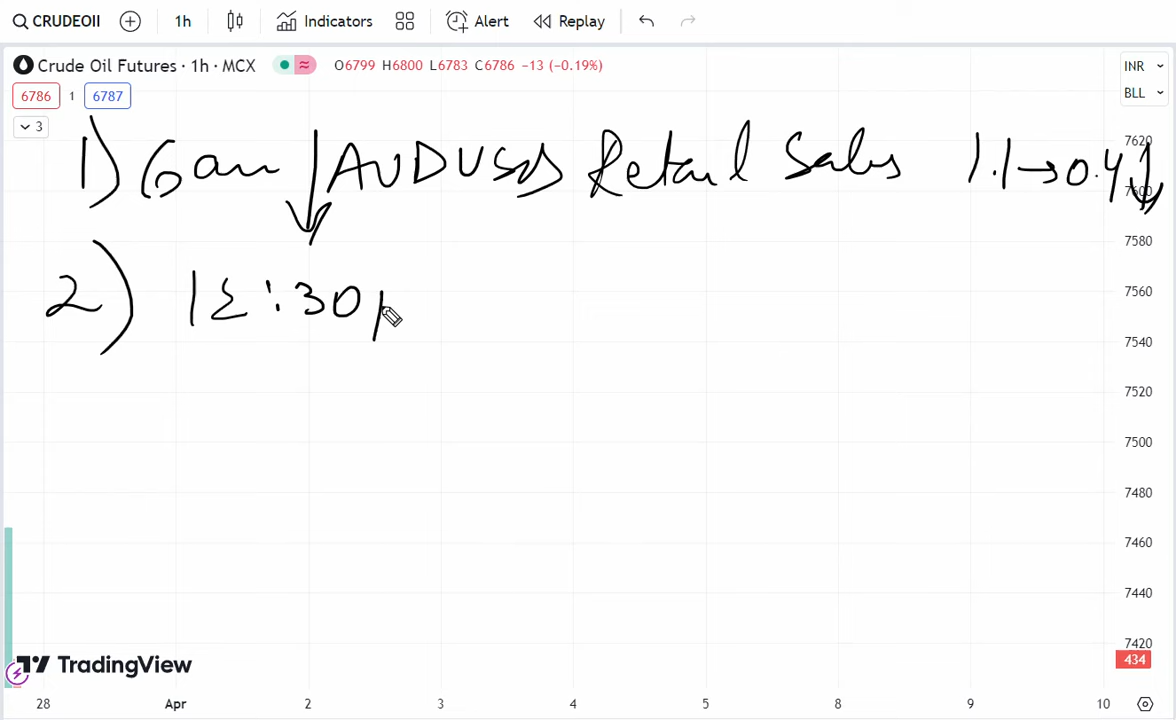 CRUDEOII 1h Indicators Alert Replay
Crude Oil Futures · 1h · MCX O6799 H6800 L6783 C6786 −13 (−0.19%) INR
6786 1 6787 BLL
3
7620
1) 6am AUDUSD Retail Sales 1.1→0.4
7600
7580
2) 12:30p
7560
7540
7520
7500
7480
7460
7440
7420
434
TradingView
28 Apr 2 3 4 5 8 9 10